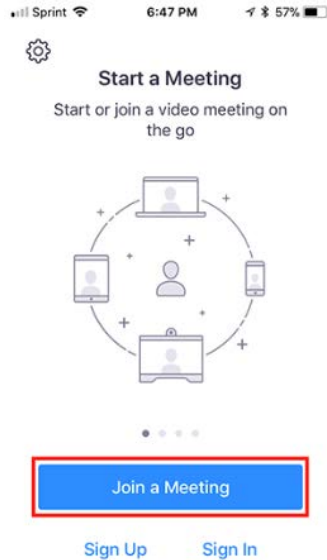 Sprint 6:47 PM 57%
Start a Meeting
Start or join a video meeting on
the go
Join a Meeting
Sign Up Sign In